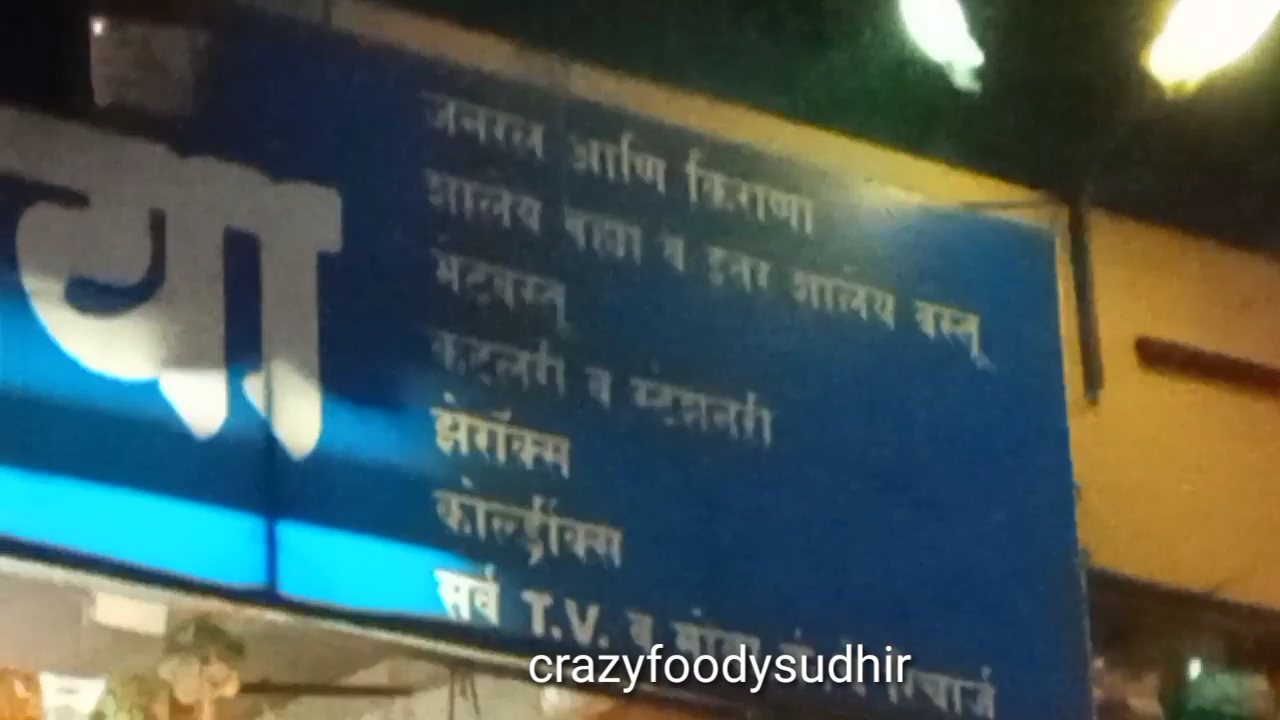 जनरल आणि किराणा
शालेय वह्या व इतर शालेय वस्तू
भेटवस्तू
कटलरी व स्टेशनरी
झेरॉक्स
कोल्ड्रींक्स
सर्व T.V. व रिचार्ज
crazyfoodysudhir